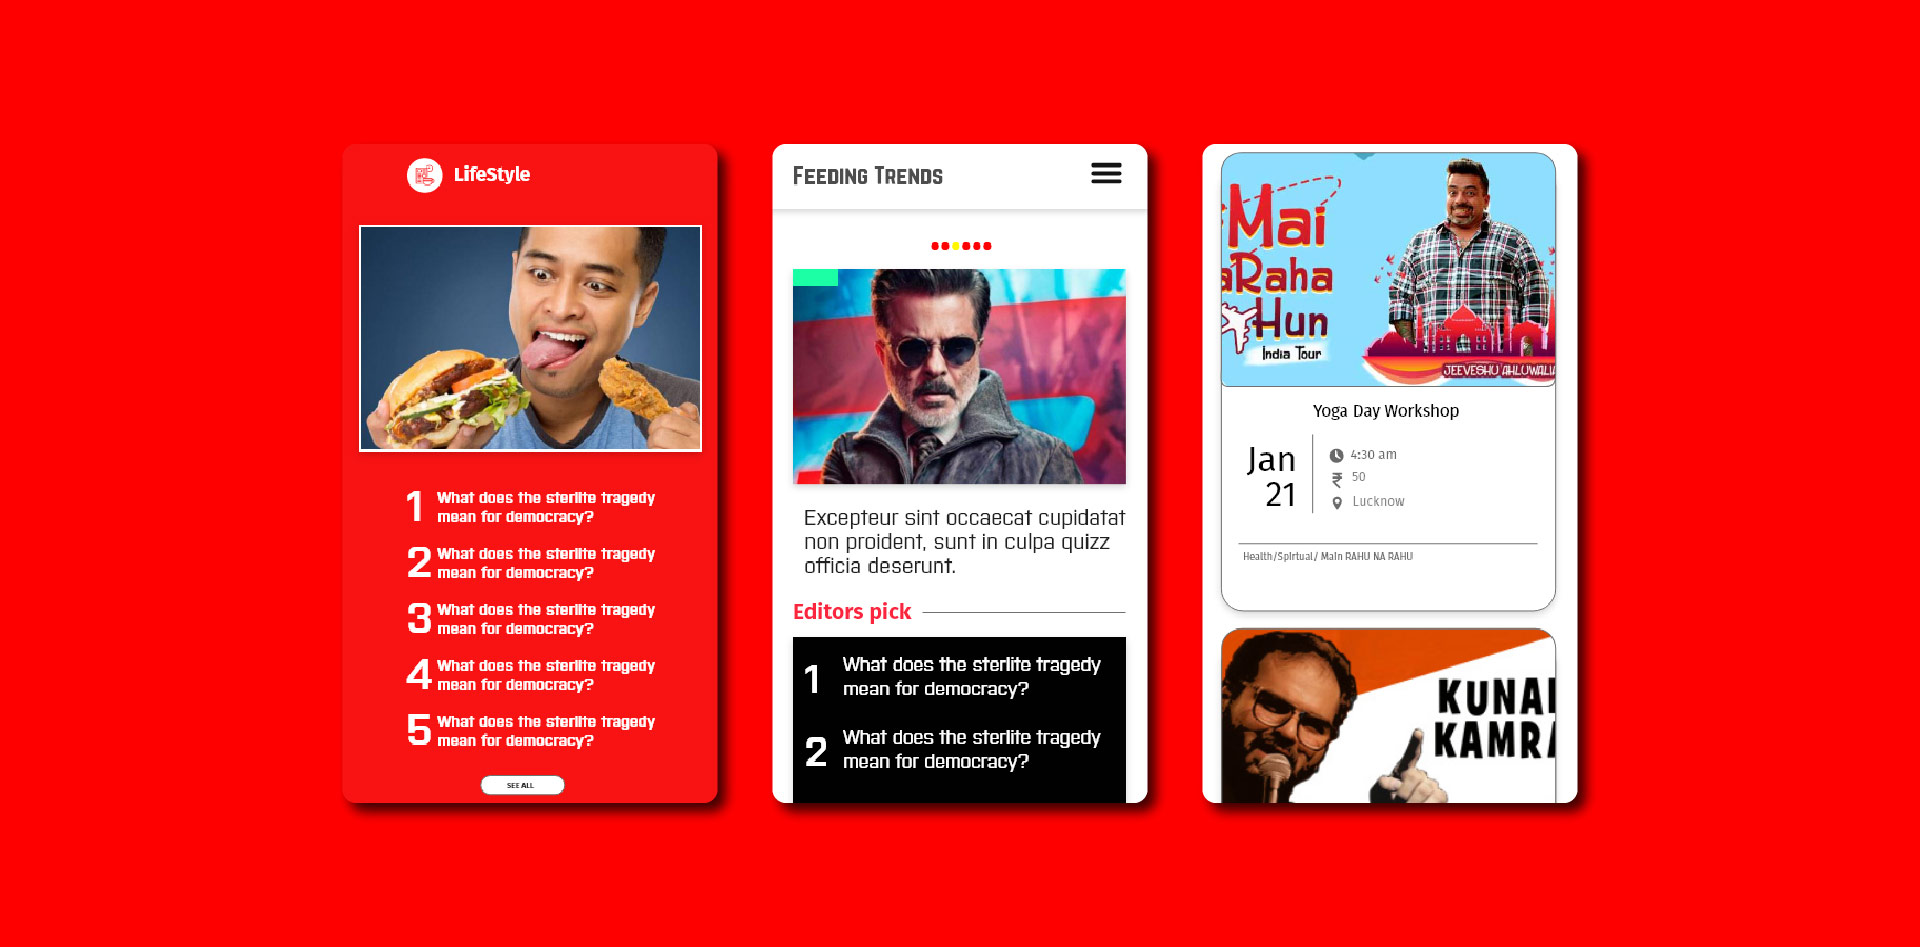 LifeStyle
1 What does the sterlite tragedy
mean for democracy?
2 What does the sterlite tragedy
mean for democracy?
3 What does the sterlite tragedy
mean for democracy?
4 What does the sterlite tragedy
mean for democracy?
5 What does the sterlite tragedy
mean for democracy?
SEE ALL
FEEDING TRENDS
Excepteur sint occaecat cupidatat
non proident, sunt in culpa quizz
officia deserunt.
Editors pick
1 What does the sterlite tragedy
mean for democracy?
2 What does the sterlite tragedy
mean for democracy?
Mai
aRaha
Hun
India Tour
JEEVESHU AHLUWALIA
Yoga Day Workshop
Jan
21
4:30 am
₹ 50
Lucknow
Health/Spirtual/ Main RAHU NA RAHU
KUNAL
KAMRA